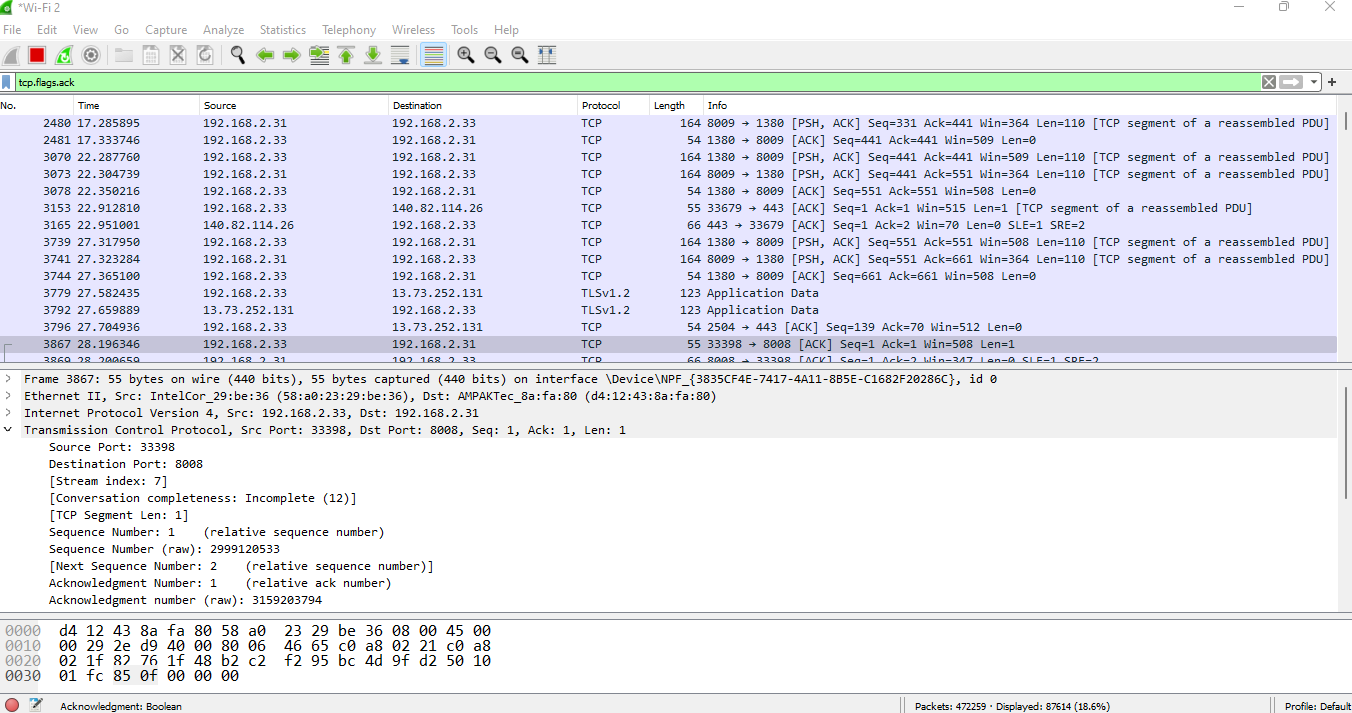 *Wi-Fi 2
File Edit View Go Capture Analyze Statistics Telephony Wireless Tools Help
tcp.flags.ack
No. Time Source Destination Protocol Length Info
2480 17.285895 192.168.2.31 192.168.2.33 TCP 164 8009 → 1380 [PSH, ACK] Seq=331 Ack=441 Win=364 Len=110 [TCP segment of a reassembled PDU]
2481 17.333746 192.168.2.33 192.168.2.31 TCP 54 1380 → 8009 [ACK] Seq=441 Ack=441 Win=509 Len=0
3070 22.287760 192.168.2.33 192.168.2.31 TCP 164 1380 → 8009 [PSH, ACK] Seq=441 Ack=441 Win=509 Len=110 [TCP segment of a reassembled PDU]
3073 22.304739 192.168.2.31 192.168.2.33 TCP 164 8009 → 1380 [PSH, ACK] Seq=441 Ack=551 Win=364 Len=110 [TCP segment of a reassembled PDU]
3078 22.350216 192.168.2.33 192.168.2.31 TCP 54 1380 → 8009 [ACK] Seq=551 Ack=551 Win=508 Len=0
3153 22.912810 192.168.2.33 140.82.114.26 TCP 55 33679 → 443 [ACK] Seq=1 Ack=1 Win=515 Len=1 [TCP segment of a reassembled PDU]
3165 22.951001 140.82.114.26 192.168.2.33 TCP 66 443 → 33679 [ACK] Seq=1 Ack=2 Win=70 Len=0 SLE=1 SRE=2
3739 27.317950 192.168.2.33 192.168.2.31 TCP 164 1380 → 8009 [PSH, ACK] Seq=551 Ack=551 Win=508 Len=110 [TCP segment of a reassembled PDU]
3741 27.323284 192.168.2.31 192.168.2.33 TCP 164 8009 → 1380 [PSH, ACK] Seq=551 Ack=661 Win=364 Len=110 [TCP segment of a reassembled PDU]
3744 27.365100 192.168.2.33 192.168.2.31 TCP 54 1380 → 8009 [ACK] Seq=661 Ack=661 Win=508 Len=0
3779 27.582435 192.168.2.33 13.73.252.131 TLSv1.2 123 Application Data
3792 27.659889 13.73.252.131 192.168.2.33 TLSv1.2 123 Application Data
3796 27.704936 192.168.2.33 13.73.252.131 TCP 54 2504 → 443 [ACK] Seq=139 Ack=70 Win=512 Len=0
3867 28.196346 192.168.2.33 192.168.2.31 TCP 55 33398 → 8008 [ACK] Seq=1 Ack=1 Win=508 Len=1
3869 28.200659 192.168.2.31 192.168.2.33 TCP 66 8008 → 33398 [ACK] Seq=1 Ack=2 Win=347 Len=0 SLE=1 SRE=2
Frame 3867: 55 bytes on wire (440 bits), 55 bytes captured (440 bits) on interface \Device\NPF_{3835CF4E-7417-4A11-8B5E-C1682F20286C}, id 0
Ethernet II, Src: IntelCor_29:be:36 (58:a0:23:29:be:36), Dst: AMPAKTec_8a:fa:80 (d4:12:43:8a:fa:80)
Internet Protocol Version 4, Src: 192.168.2.33, Dst: 192.168.2.31
Transmission Control Protocol, Src Port: 33398, Dst Port: 8008, Seq: 1, Ack: 1, Len: 1
Source Port: 33398
Destination Port: 8008
[Stream index: 7]
[Conversation completeness: Incomplete (12)]
[TCP Segment Len: 1]
Sequence Number: 1 (relative sequence number)
Sequence Number (raw): 2999120533
[Next Sequence Number: 2 (relative sequence number)]
Acknowledgment Number: 1 (relative ack number)
Acknowledgment number (raw): 3159203794
0000 d4 12 43 8a fa 80 58 a0 23 29 be 36 08 00 45 00
0010 00 29 2e d9 40 00 80 06 46 65 c0 a8 02 21 c0 a8
0020 02 1f 82 76 1f 48 b2 c2 f2 95 bc 4d 9f d2 50 10
0030 01 fc 85 0f 00 00 00
Acknowledgment: Boolean Packets: 472259 · Displayed: 87614 (18.6%) Profile: Default